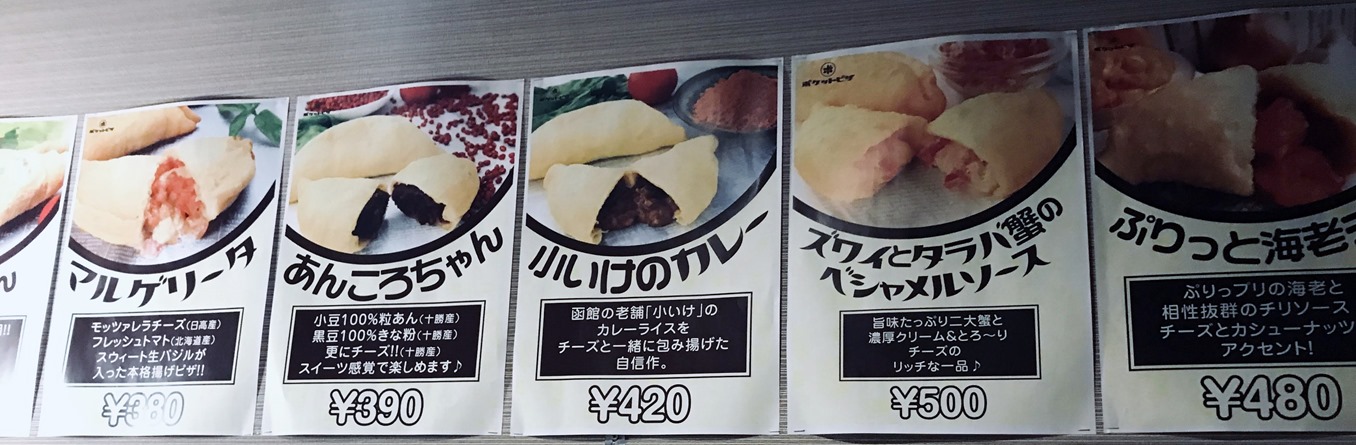 ん
!!
ポケットピザ
マルゲリータ
モッツァレラチーズ(日高産)
フレッシュトマト(北海道産)
スウィート生バジルが
入った本格揚げピザ!!
¥380
あんころちゃん
小豆100%粒あん(十勝産)
黒豆100%きな粉(十勝産)
更にチーズ!!(十勝産)
スイーツ感覚で楽しめます♪
¥390
小いけのカレー
函館の老舗「小いけ」の
カレーライスを
チーズと一緒に包み揚げた
自信作。
¥420
ポ
ポケットピザ
ズワイとタラバ蟹の
ベシャメルソース
旨味たっぷり二大蟹と
濃厚クリーム&とろ〜り
チーズの
リッチな一品♪
¥500
ぷりっと海老チ
ぷりっプリの海老と
相性抜群のチリソース
チーズとカシューナッツ
アクセント!
¥480